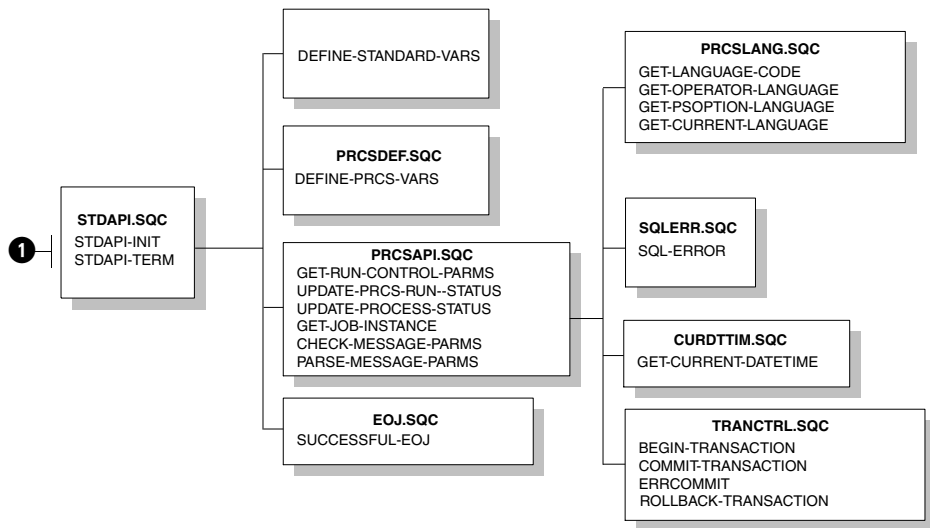 1
STDAPI.SQC
STDAPI-INIT
STDAPI-TERM
DEFINE-STANDARD-VARS
PRCSDEF.SQC
DEFINE-PRCS-VARS
PRCSAPI.SQC
GET-RUN-CONTROL-PARMS
UPDATE-PRCS-RUN--STATUS
UPDATE-PROCESS-STATUS
GET-JOB-INSTANCE
CHECK-MESSAGE-PARMS
PARSE-MESSAGE-PARMS
EOJ.SQC
SUCCESSFUL-EOJ
PRCSLANG.SQC
GET-LANGUAGE-CODE
GET-OPERATOR-LANGUAGE
GET-PSOPTION-LANGUAGE
GET-CURRENT-LANGUAGE
SQLERR.SQC
SQL-ERROR
CURDTTIM.SQC
GET-CURRENT-DATETIME
TRANCTRL.SQC
BEGIN-TRANSACTION
COMMIT-TRANSACTION
ERRCOMMIT
ROLLBACK-TRANSACTION